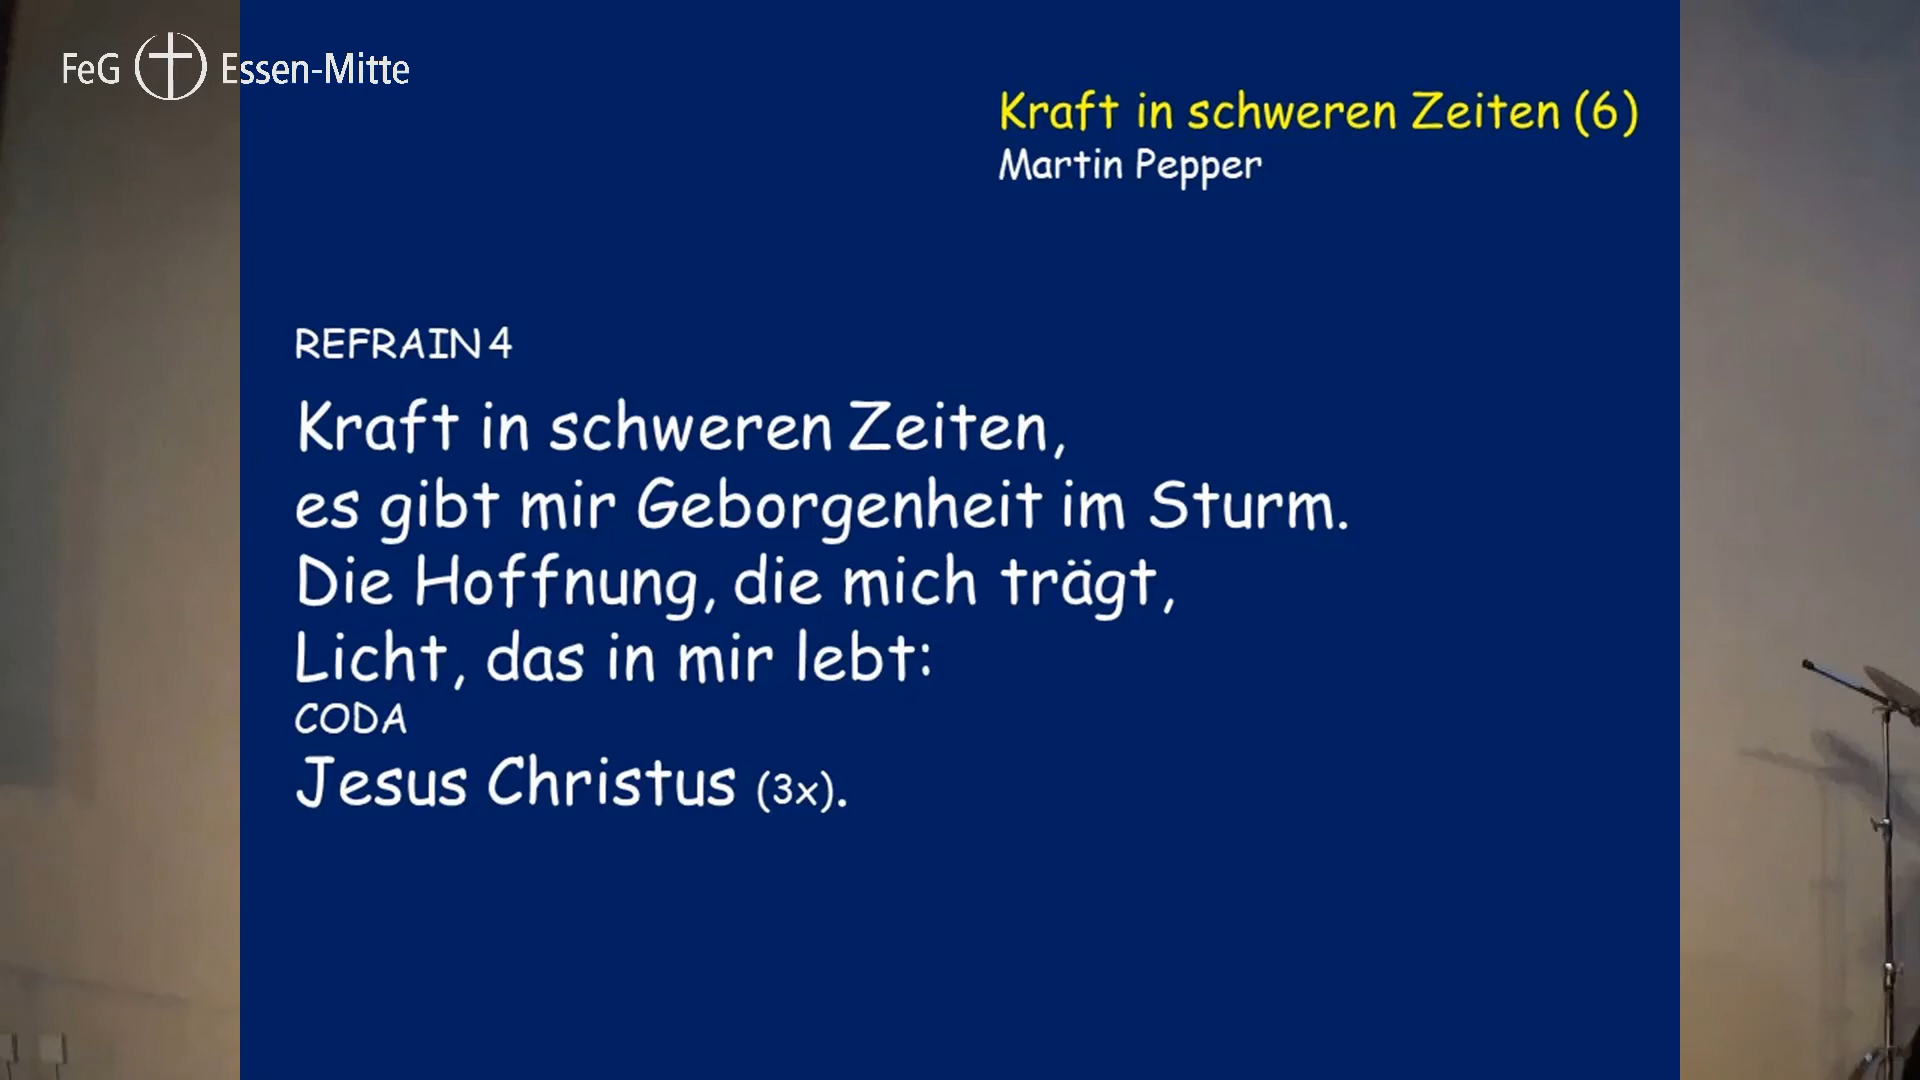 FeG Essen-Mitte
Kraft in schweren Zeiten (6)
Martin Pepper
REFRAIN 4
Kraft in schweren Zeiten,
es gibt mir Geborgenheit im Sturm.
Die Hoffnung, die mich trägt,
Licht, das in mir lebt:
CODA
Jesus Christus (3x).